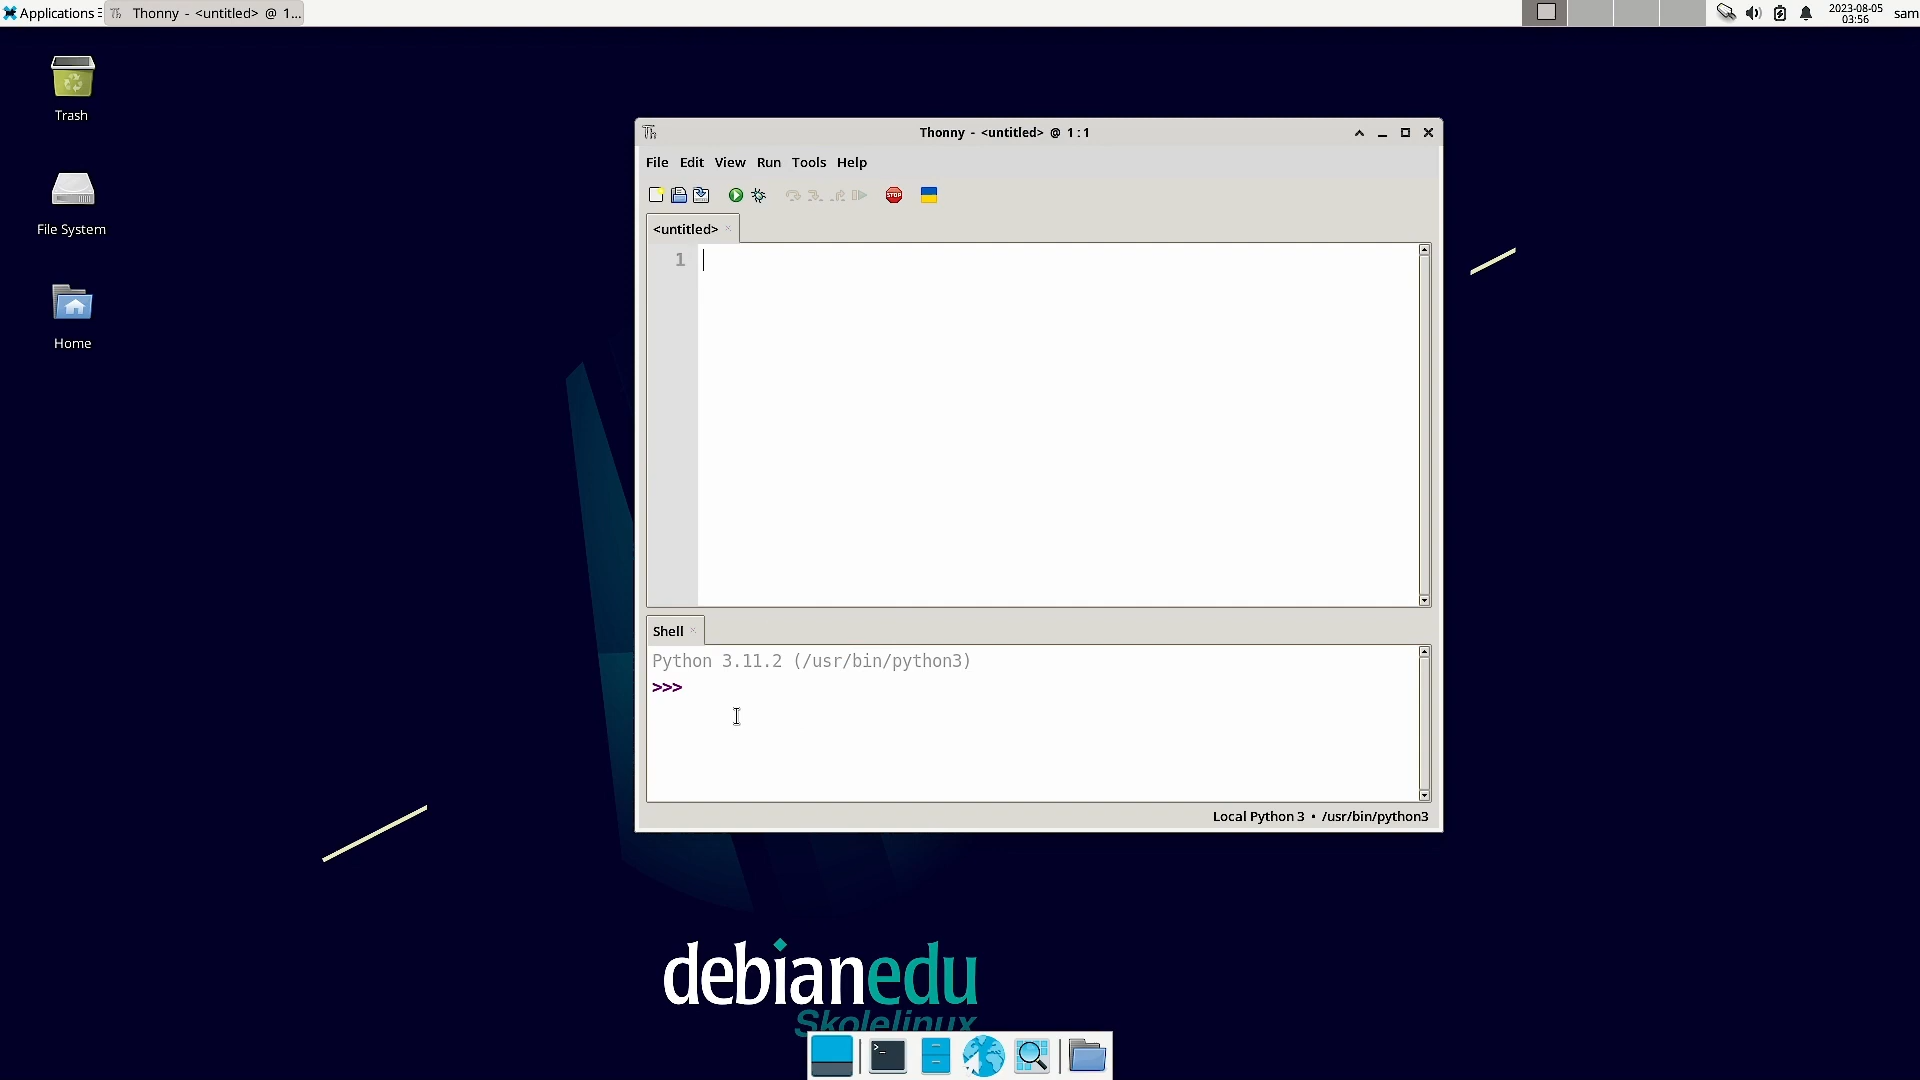 Applications
Thonny - <untitled> @ 1...
2023-08-05
03:56
sam
Trash
File System
Home
Thonny - <untitled> @ 1:1
File Edit View Run Tools Help
STOP
<untitled>
1
Shell
Python 3.11.2 (/usr/bin/python3)
>>>
Local Python 3 • /usr/bin/python3
debianedu
Skolelinux